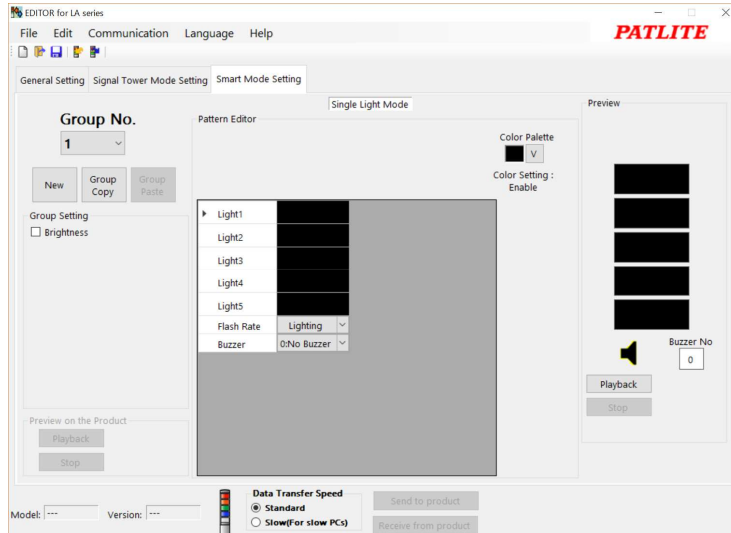 EDITOR for LA series
File Edit Communication Language Help
PATLITE
General Setting Signal Tower Mode Setting Smart Mode Setting
Single Light Mode
Group No.
1
New
Group Copy
Group Paste
Group Setting
Brightness
Pattern Editor
Color Palette
V
Color Setting :
Enable
Light1
Light2
Light3
Light4
Light5
Flash Rate Lighting
Buzzer 0:No Buzzer
Preview
Buzzer No
0
Playback
Stop
Preview on the Product
Playback
Stop
Model: --- Version: ---
Data Transfer Speed
Standard
Slow(For slow PCs)
Send to product
Receive from product